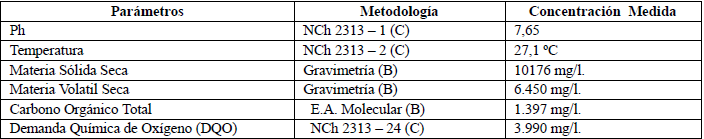 Parámetros Metodología Concentración Medida
Ph NCh 2313 – 1 (C) 7,65
Temperatura NCh 2313 – 2 (C) 27,1 ºC
Materia Sólida Seca Gravimetría (B) 10176 mg/l.
Materia Volatil Seca Gravimetría (B) 6.450 mg/l.
Carbono Orgánico Total E.A. Molecular (B) 1.397 mg/l.
Demanda Química de Oxígeno (DQO) NCh 2313 – 24 (C) 3.990 mg/l.